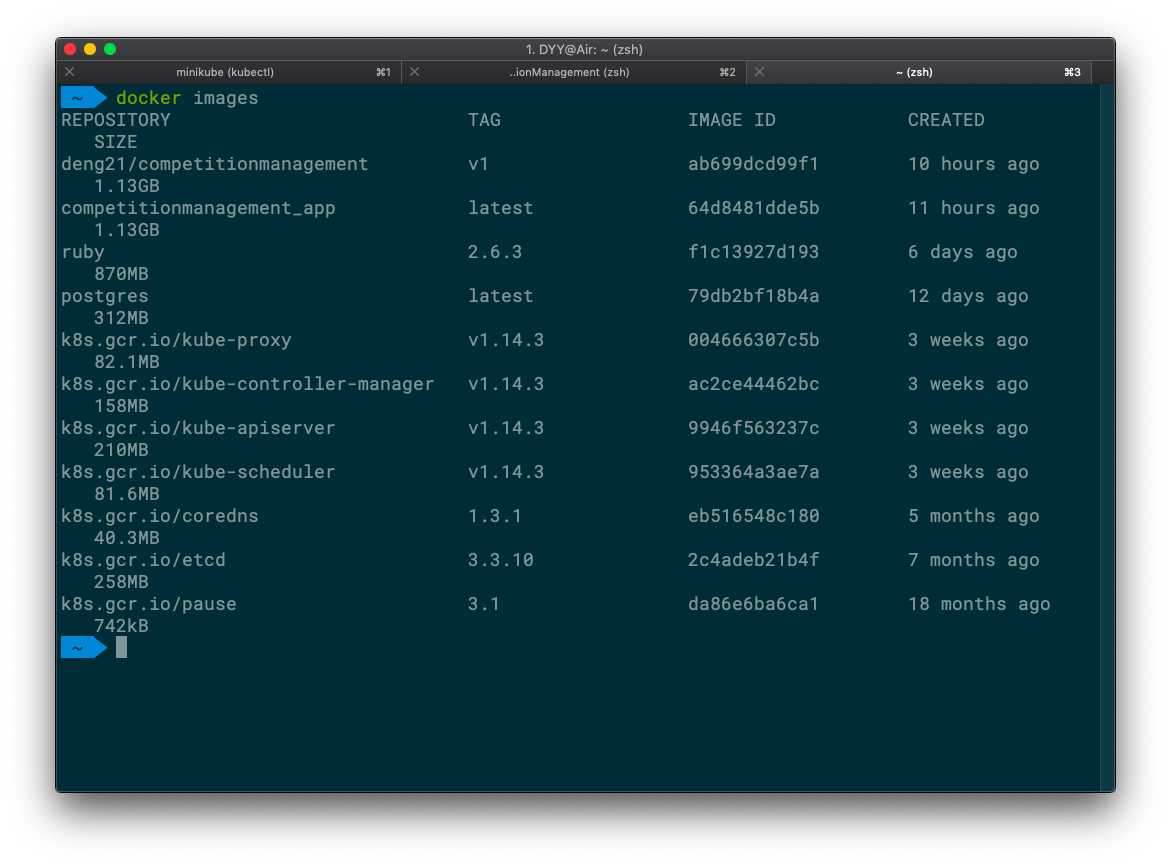 1. DYY@Air: ~ (zsh)
minikube (kubectl) ⌘1 ..ionManagement (zsh) ⌘2 ~ (zsh) ⌘3
~ docker images
REPOSITORY TAG IMAGE ID CREATED
SIZE
deng21/competitionmanagement v1 ab699dcd99f1 10 hours ago
1.13GB
competitionmanagement_app latest 64d8481dde5b 11 hours ago
1.13GB
ruby 2.6.3 f1c13927d193 6 days ago
870MB
postgres latest 79db2bf18b4a 12 days ago
312MB
k8s.gcr.io/kube-proxy v1.14.3 004666307c5b 3 weeks ago
82.1MB
k8s.gcr.io/kube-controller-manager v1.14.3 ac2ce44462bc 3 weeks ago
158MB
k8s.gcr.io/kube-apiserver v1.14.3 9946f563237c 3 weeks ago
210MB
k8s.gcr.io/kube-scheduler v1.14.3 953364a3ae7a 3 weeks ago
81.6MB
k8s.gcr.io/coredns 1.3.1 eb516548c180 5 months ago
40.3MB
k8s.gcr.io/etcd 3.3.10 2c4adeb21b4f 7 months ago
258MB
k8s.gcr.io/pause 3.1 da86e6ba6ca1 18 months ago
742kB
~